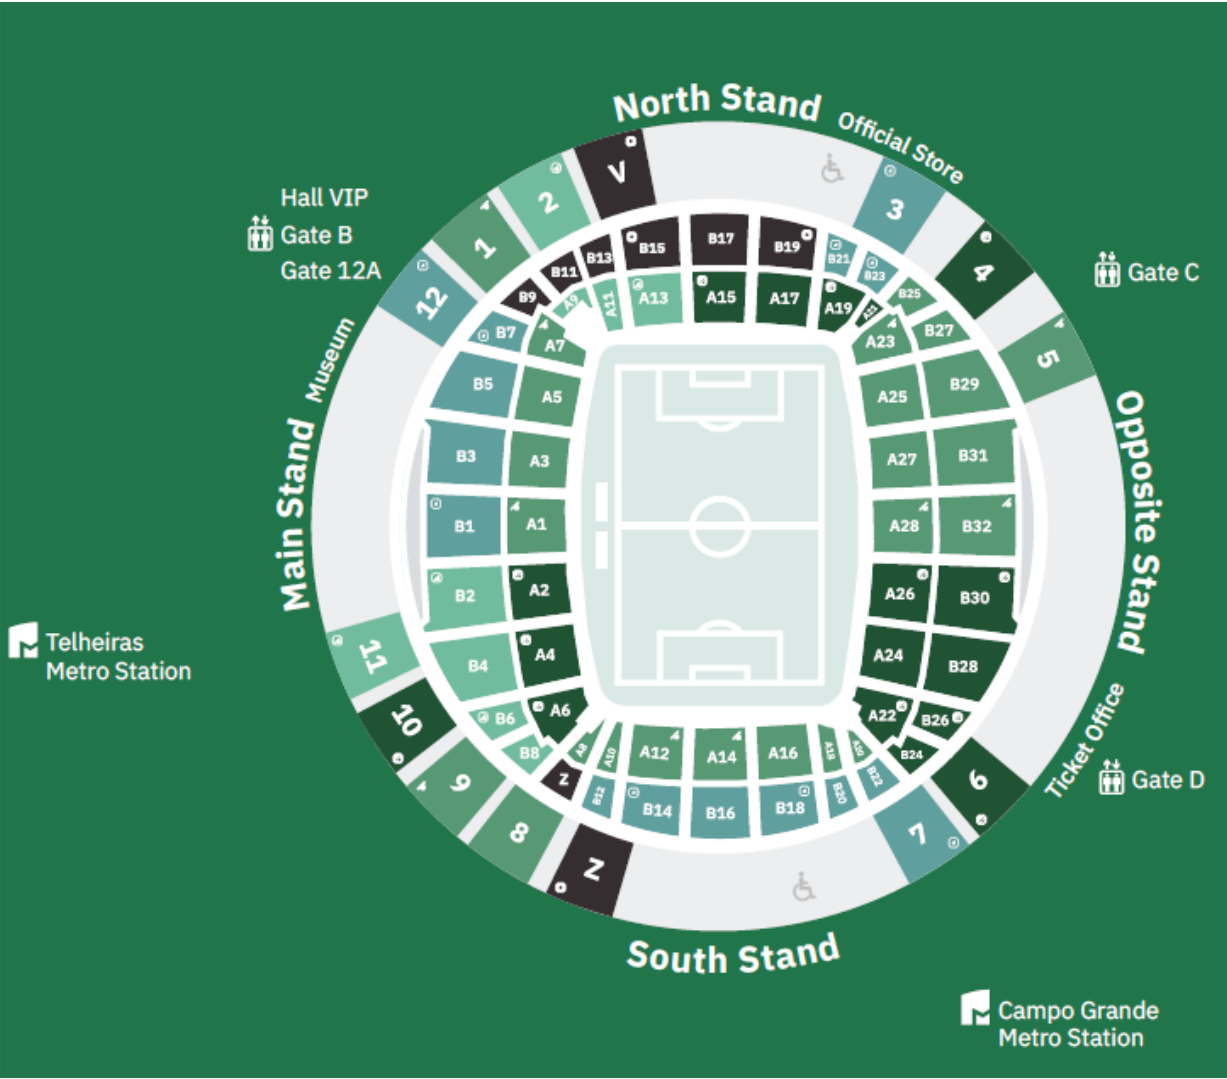 North Stand
Official Store
V
2
3
Hall VIP
Gate B
Gate 12A
1
4
Gate C
12
B15
B17
B19
B21
B23
B13
B11
B9
B25
A9
A11
A13
A15
A17
A19
A21
B7
A7
A23
B27
5
Museum
B5
A5
A25
B29
Main Stand
B3
A3
A27
B31
Opposite Stand
B1
A1
A28
B32
B2
A2
A26
B30
Telheiras
Metro Station
11
B4
A4
A24
B28
10
B6
A6
A22
B26
B8
A8
A10
A12
A14
A16
A18
A20
B24
Ticket Office
9
Z
B12
B14
B16
B18
B20
B22
6
Gate D
8
7
Z
South Stand
Campo Grande
Metro Station